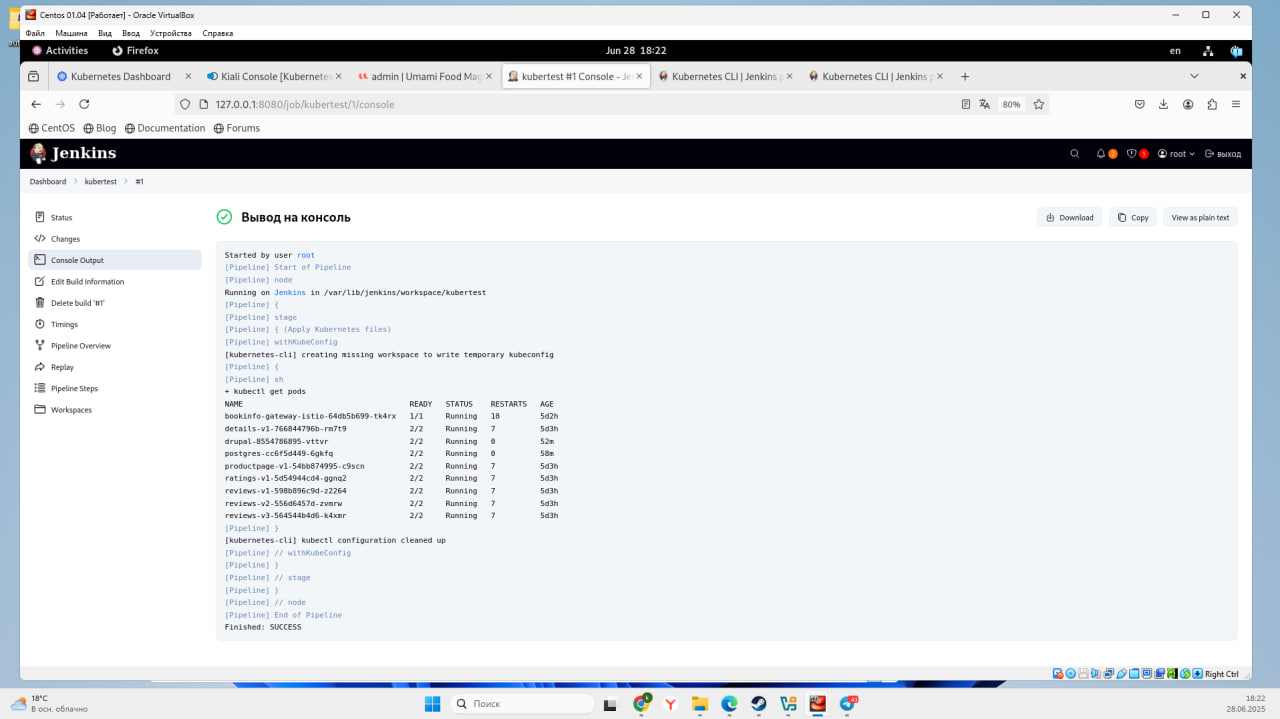 Centos 01.04 [Работает] - Oracle VirtualBox
Файл Машина Вид Ввод Устройства Справка
Activities Firefox Jun 28 18:22 en
Kubernetes Dashboard Kiali Console [Kubernetes admin | Umami Food Mag kubertest #1 Console - Jen Kubernetes CLI | Jenkins p Kubernetes CLI | Jenkins p
127.0.0.1:8080/job/kubertest/1/console 80%
CentOS Blog Documentation Forums
Jenkins 2 1 root выход
Dashboard kubertest #1
Status
Changes
Console Output
Edit Build Information
Delete build '#1'
Timings
Pipeline Overview
Replay
Pipeline Steps
Workspaces
Вывод на консоль Download Copy View as plain text
Started by user root
[Pipeline] Start of Pipeline
[Pipeline] node
Running on Jenkins in /var/lib/jenkins/workspace/kubertest
[Pipeline] {
[Pipeline] stage
[Pipeline] { (Apply Kubernetes files)
[Pipeline] withKubeConfig
[kubernetes-cli] creating missing workspace to write temporary kubeconfig
[Pipeline] {
[Pipeline] sh
+ kubectl get pods
NAME READY STATUS RESTARTS AGE
bookinfo-gateway-istio-64db5b699-tk4rx 1/1 Running 18 5d2h
details-v1-766844796b-rm7t9 2/2 Running 7 5d3h
drupal-8554786895-vttvr 2/2 Running 0 52m
postgres-cc6f5d449-6gkfq 2/2 Running 0 58m
productpage-v1-54bb874995-c9scn 2/2 Running 7 5d3h
ratings-v1-5d54944cd4-ggnq2 2/2 Running 7 5d3h
reviews-v1-598b896c9d-z2264 2/2 Running 7 5d3h
reviews-v2-556d6457d-zvmrw 2/2 Running 7 5d3h
reviews-v3-564544b4d6-k4xmr 2/2 Running 7 5d3h
[Pipeline] }
[kubernetes-cli] kubectl configuration cleaned up
[Pipeline] // withKubeConfig
[Pipeline] }
[Pipeline] // stage
[Pipeline] }
[Pipeline] // node
[Pipeline] End of Pipeline
Finished: SUCCESS
Right Ctrl
18°C
В осн. облачно
Поиск
18:22
28.06.2025